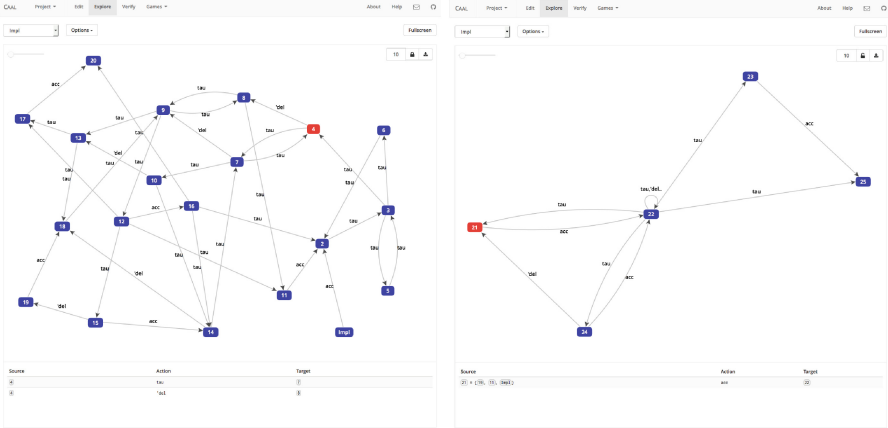 CAAL Project Edit Explore Verify Games About Help
Impl Options Fullscreen
10
20
acc
tau
8
9
'del
17
tau
tau
tau
4
6
13
tau
tau
'del
tau
7
tau
'del
tau
tau
tau
tau
10
tau
tau
acc
16
3
18
12
tau
tau
2
tau
tau
tau
acc
tau
tau
acc
5
19
'del
11
acc
15
acc
14
Impl
Source Action Target
4 tau 7
4 'del 8
CAAL Project Edit Explore Verify Games About Help
Impl Options Fullscreen
10
23
acc
tau
25
tau,'del..
tau
tau
22
21
acc
'del
tau
acc
24
Source Action Target
acc 22